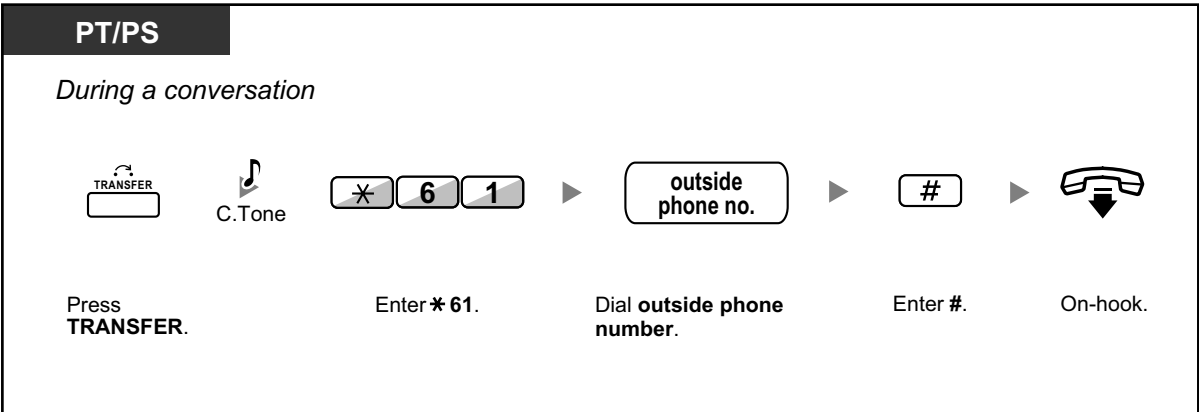 PT/PS
During a conversation
TRANSFER
C.Tone
* 6 1
outside
phone no.
#
Press
TRANSFER.
Enter * 61.
Dial outside phone
number.
Enter #.
On-hook.